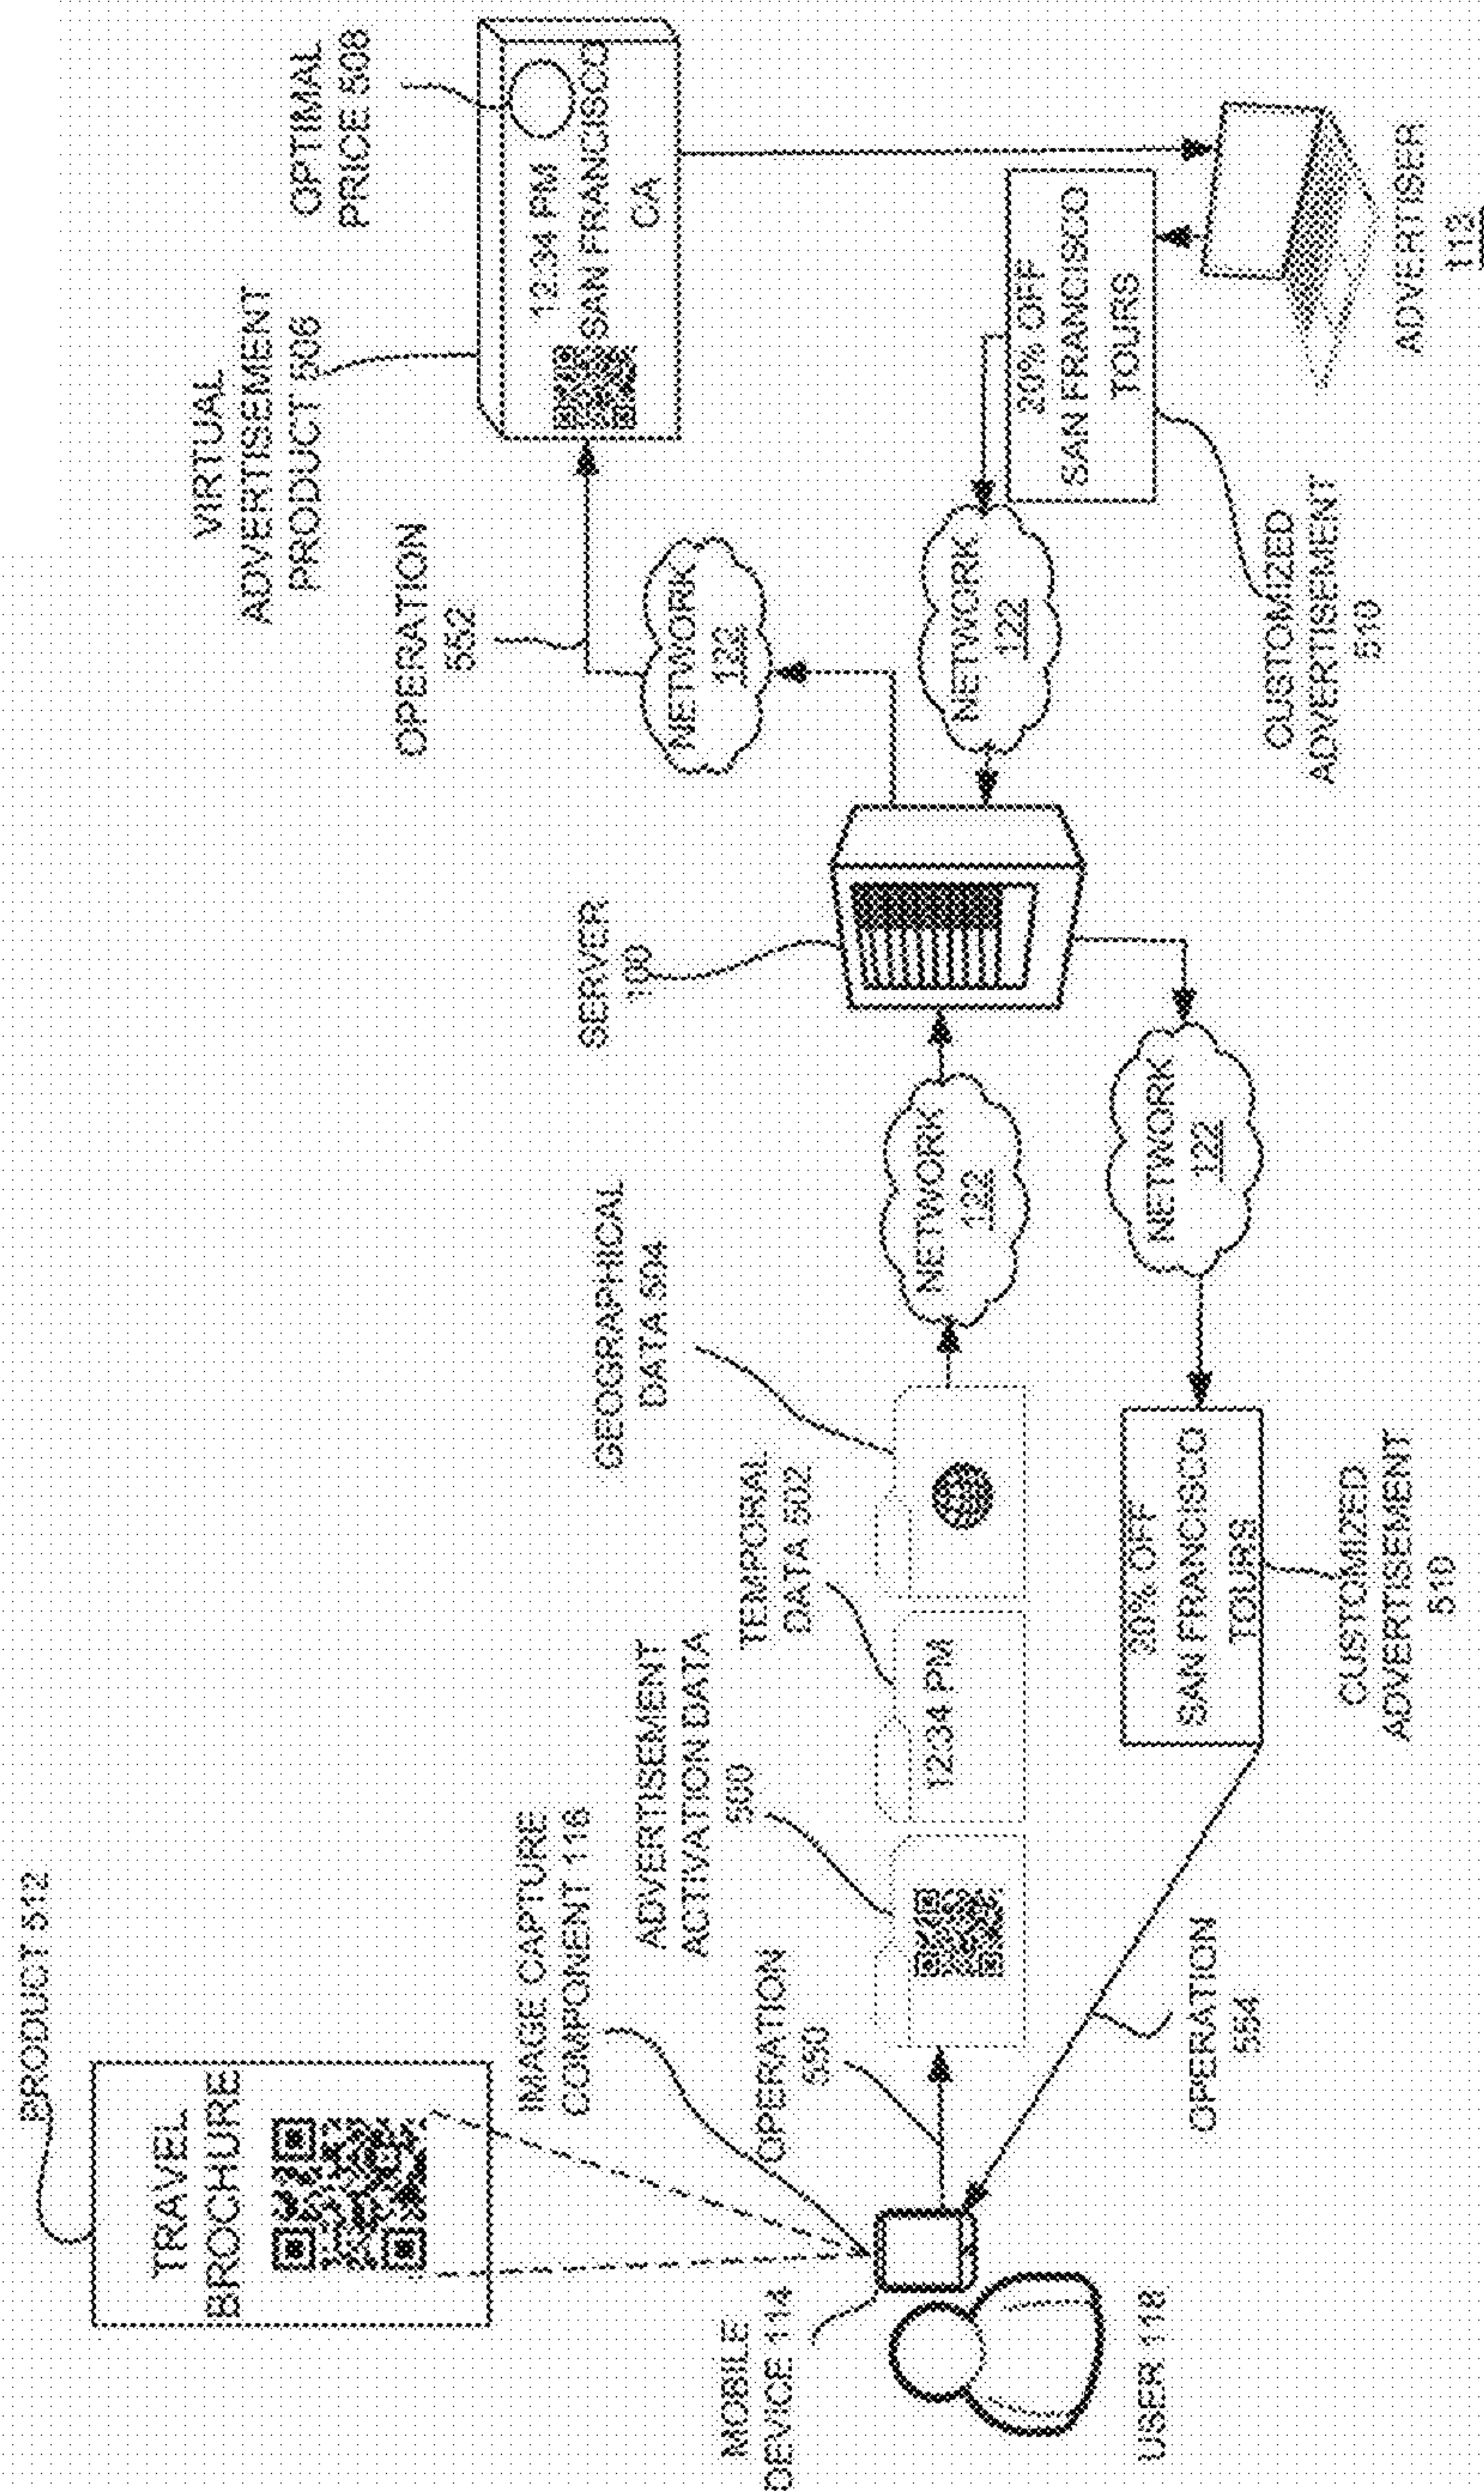 PRODUCT 512
TRAVEL
BROCHURE
IMAGE CAPTURE
COMPONENT 116
MOBILE
DEVICE 114
USER 118
OPERATION
550
ADVERTISEMENT
ACTIVATION DATA
500
TEMPORAL
DATA 502
12:34 PM
GEOGRAPHICAL
DATA 504
NETWORK
122
SERVER
100
OPERATION
552
NETWORK
122
VIRTUAL
ADVERTISEMENT
PRODUCT 506
OPTIMAL
PRICE 508
12:34 PM
SAN FRANCISCO
CA
NETWORK
122
20% OFF
SAN FRANCISCO
TOURS
ADVERTISER
112
CUSTOMIZED
ADVERTISEMENT
510
NETWORK
122
20% OFF
SAN FRANCISCO
TOURS
CUSTOMIZED
ADVERTISEMENT
510
OPERATION
554